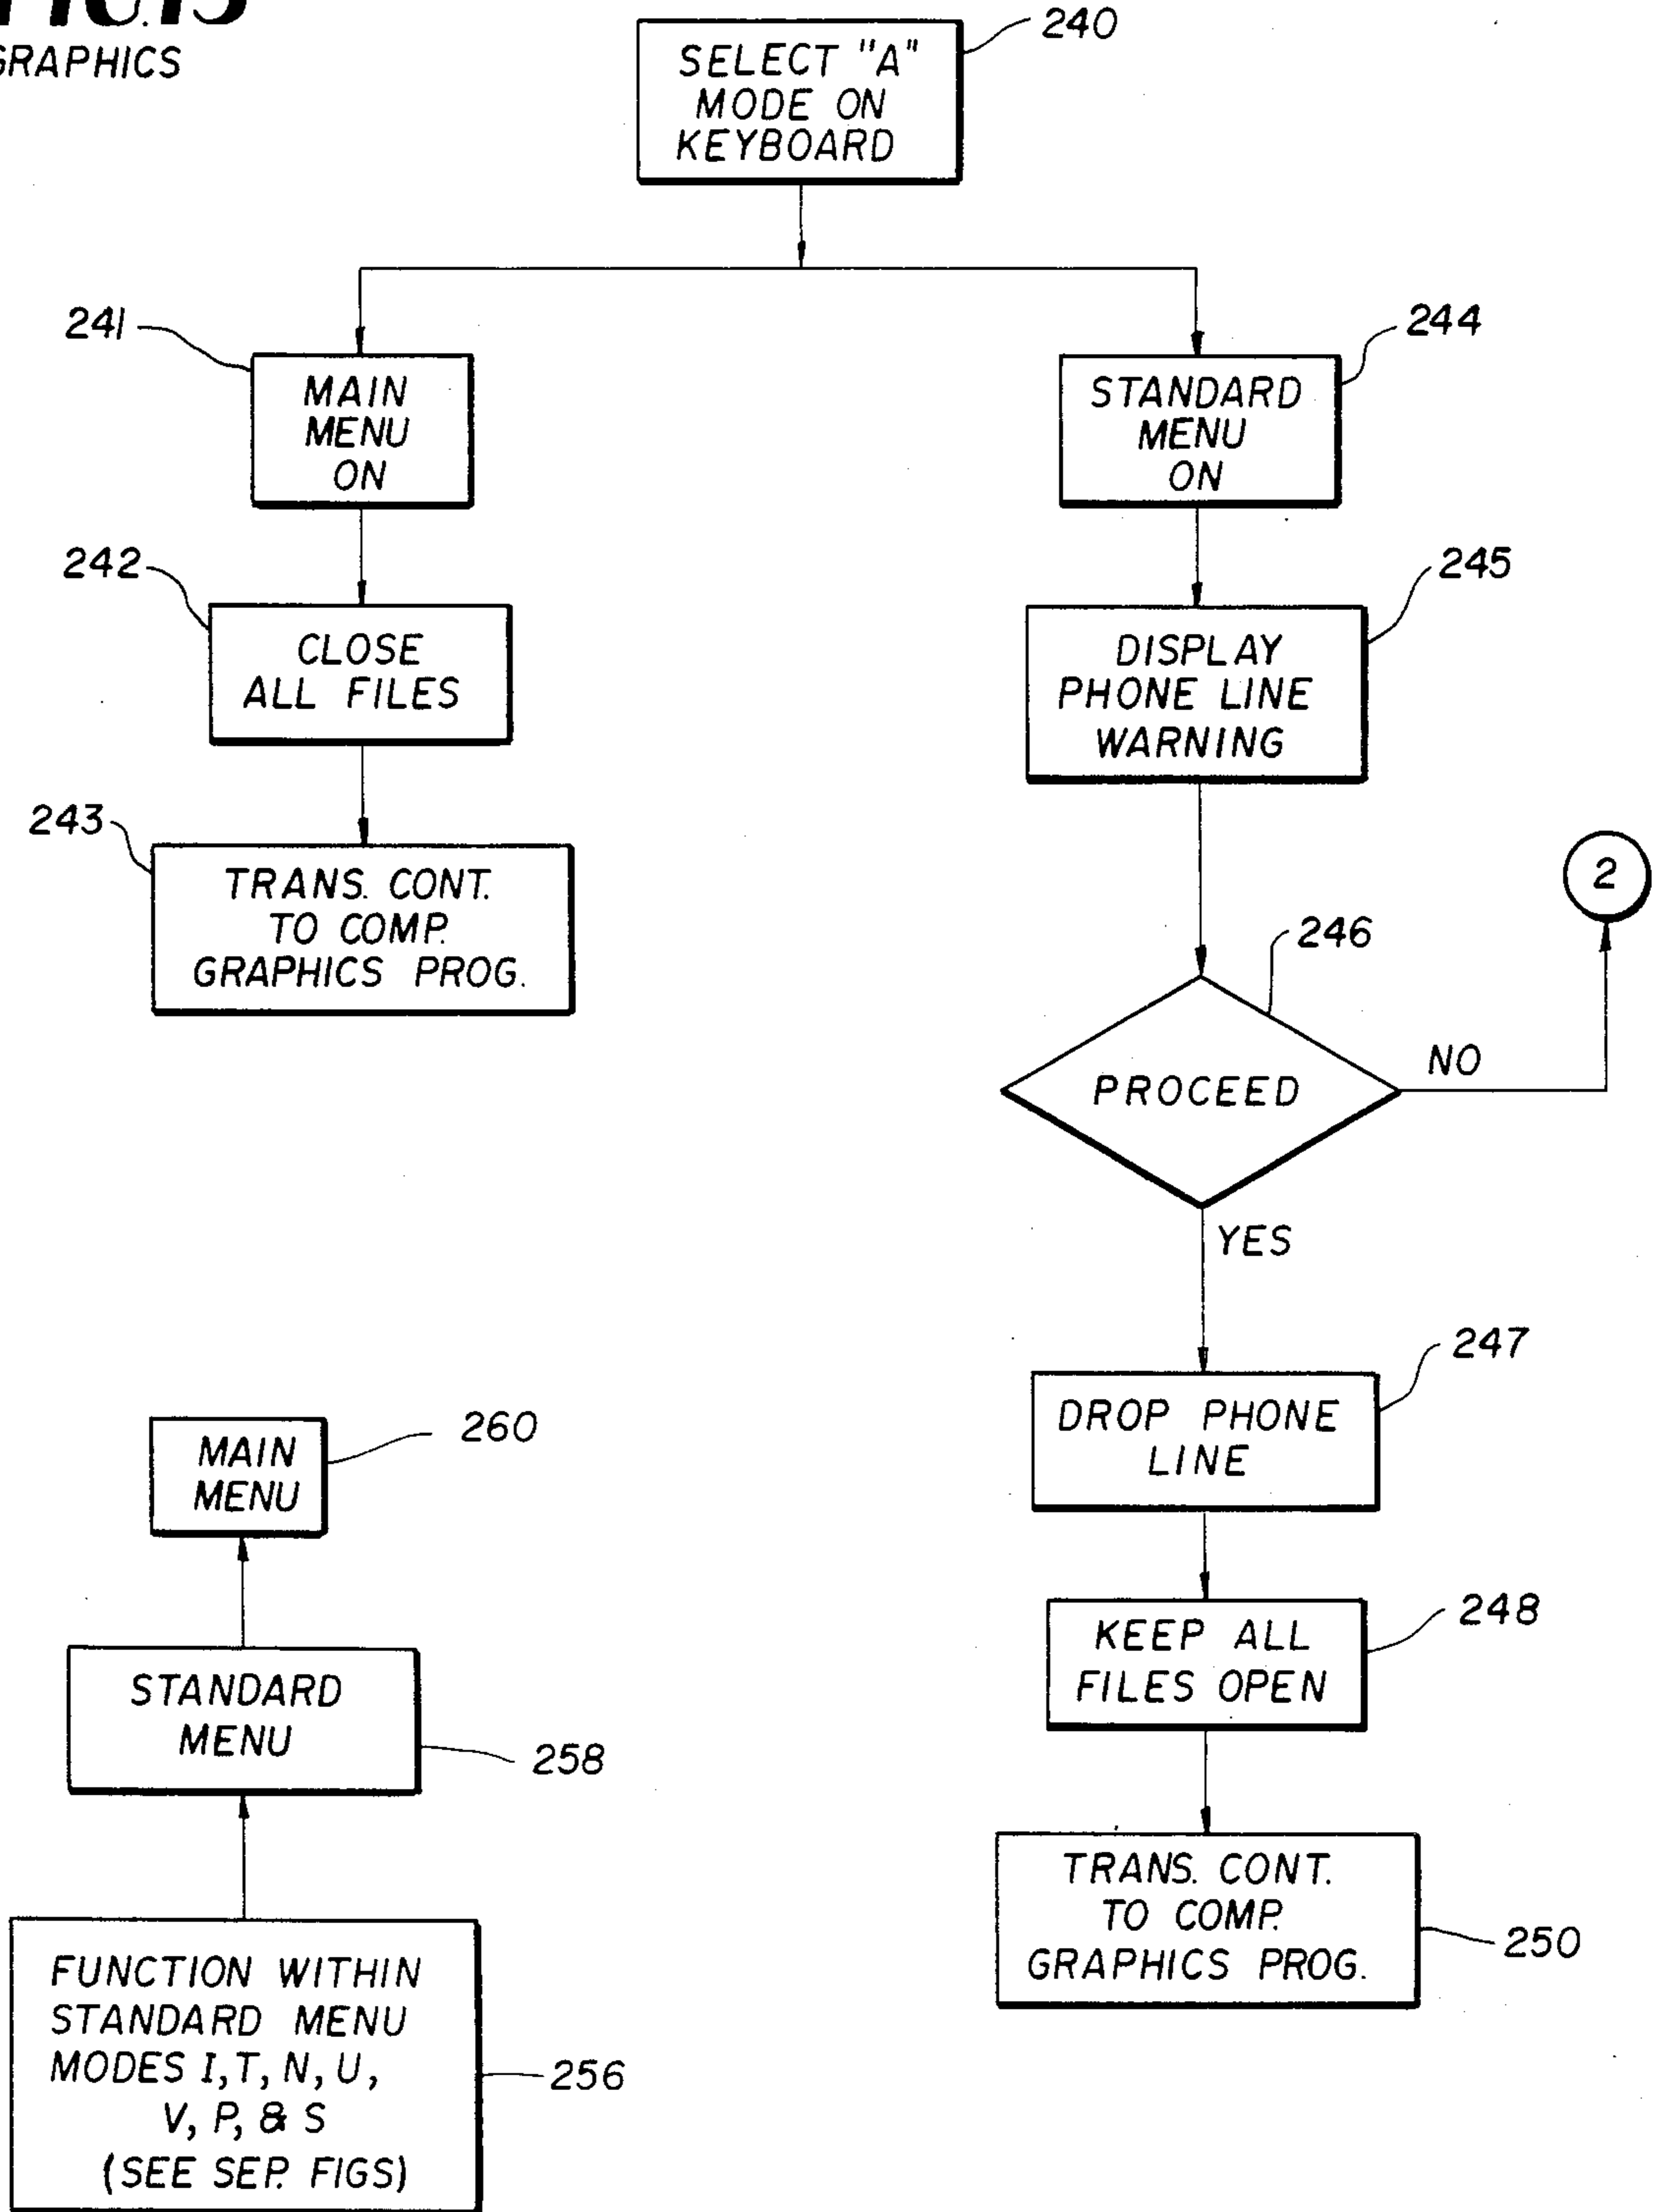 FIG.13
GRAPHICS
240
SELECT "A"
MODE ON
KEYBOARD
241
MAIN
MENU
ON
244
STANDARD
MENU
ON
242
CLOSE
ALL FILES
245
DISPLAY
PHONE LINE
WARNING
243
TRANS. CONT.
TO COMP.
GRAPHICS PROG.
2
246
PROCEED
NO
YES
247
DROP PHONE
LINE
260
MAIN
MENU
248
KEEP ALL
FILES OPEN
STANDARD
MENU
258
TRANS. CONT.
TO COMP.
GRAPHICS PROG.
250
FUNCTION WITHIN
STANDARD MENU
MODES I, T, N, U,
V, P, & S
(SEE SEP. FIGS)
256